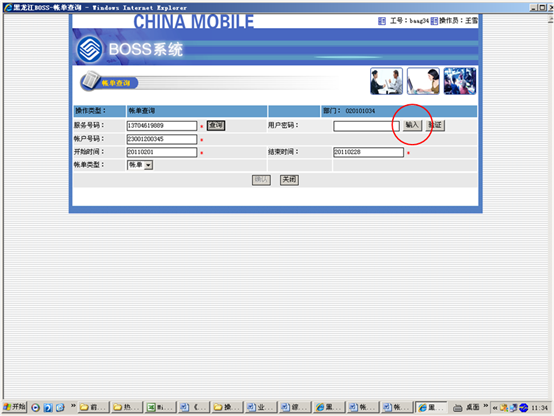 黑龙江BOSS-帐单查询 - Windows Internet Explorer
CHINA MOBILE
工号：bang34 操作员：王雪
BOSS系统
帐单查询
操作类型： 帐单查询 部门： 020101034
服务号码： 13704619889 * 查询 用户密码： 输入 验证
帐户号码： 23001200345 *
开始时间： 20110201 * 结束时间： 20110228 *
帐单类型： 帐单
确认 关闭
开始 » 前... 热... Mi... 《... 操... 业... 综... 黑... 帐... 帐... 黑... 桌面 » « 11:34